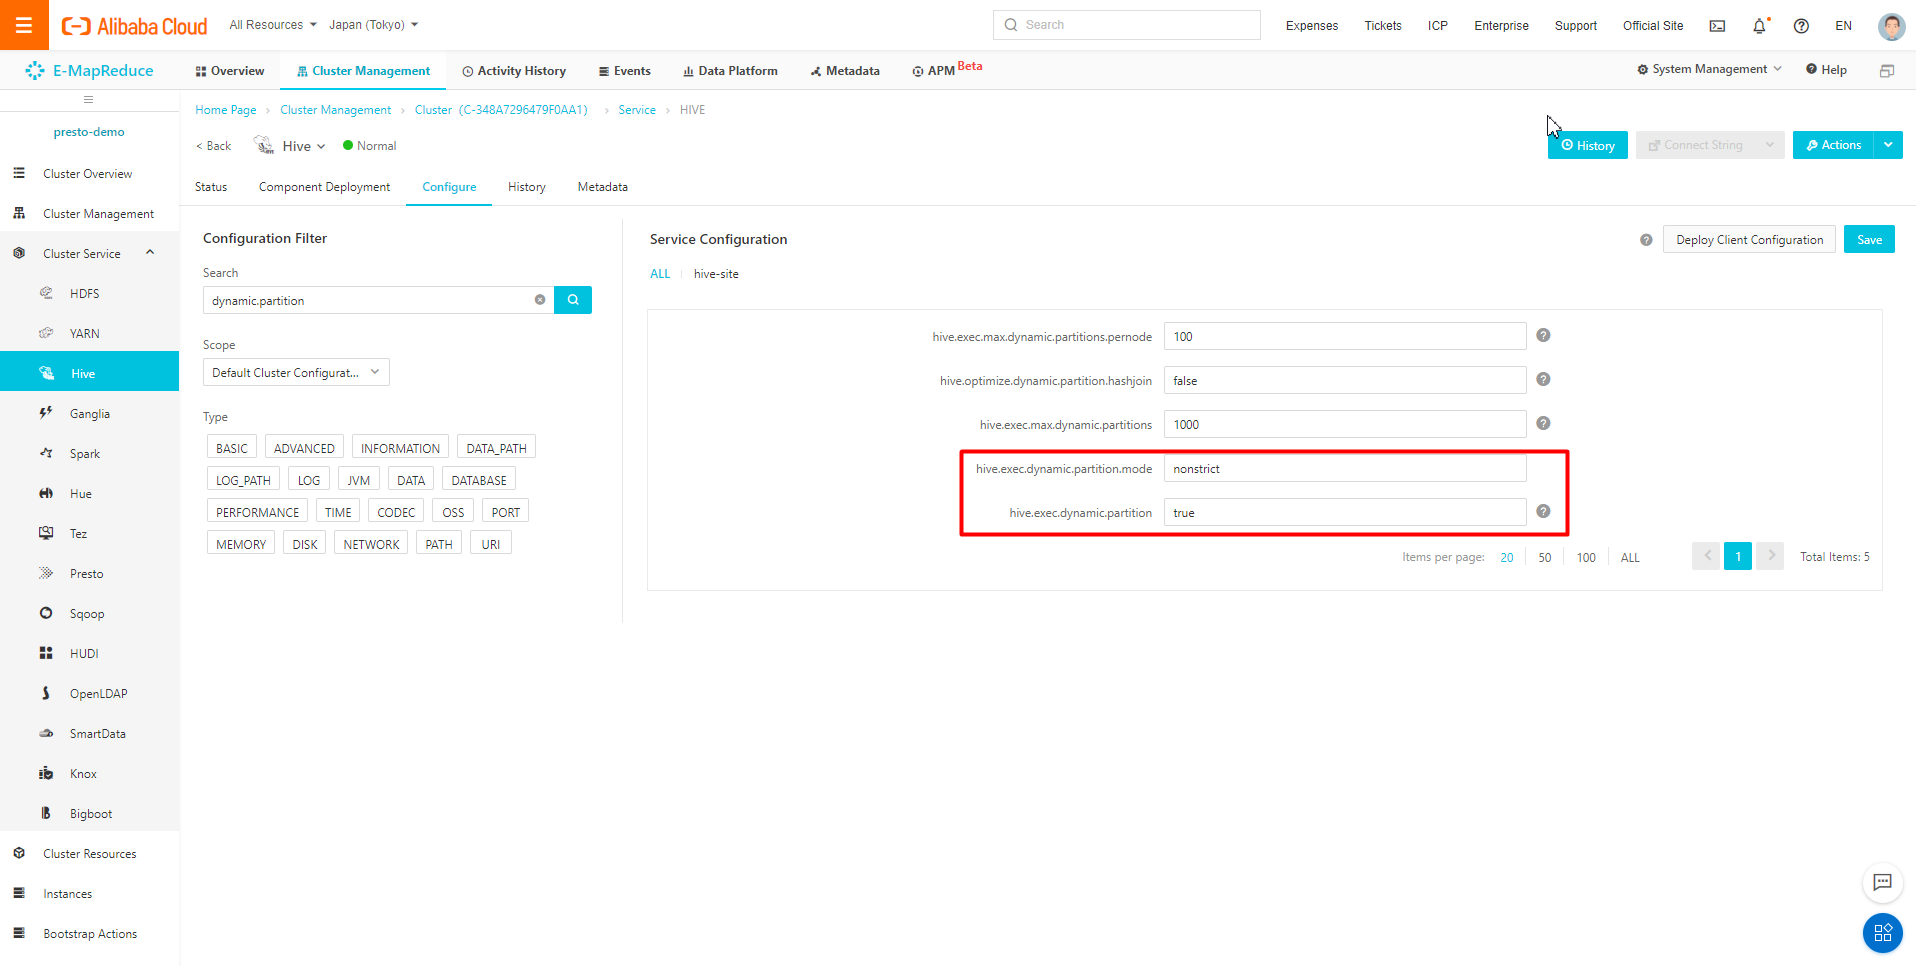 Alibaba Cloud
All Resources
Japan (Tokyo)
Search
Expenses
Tickets
ICP
Enterprise
Support
Official Site
EN
E-MapReduce
Overview
Cluster Management
Activity History
Events
Data Platform
Metadata
APM Beta
System Management
Help
presto-demo
Cluster Overview
Cluster Management
Cluster Service
HDFS
YARN
Hive
Ganglia
Spark
Hue
Tez
Presto
Sqoop
HUDI
OpenLDAP
SmartData
Knox
Bigboot
Cluster Resources
Instances
Bootstrap Actions
Home Page > Cluster Management > Cluster (C-348A7296479F0AA1) > Service > HIVE
< Back
Hive
Normal
History
Connect String
Actions
Status
Component Deployment
Configure
History
Metadata
Configuration Filter
Search
dynamic.partition
Scope
Default Cluster Configurat...
Type
BASIC ADVANCED INFORMATION DATA_PATH
LOG_PATH LOG JVM DATA DATABASE
PERFORMANCE TIME CODEC OSS PORT
MEMORY DISK NETWORK PATH URI
Service Configuration
Deploy Client Configuration
Save
ALL
hive-site
hive.exec.max.dynamic.partitions.pernode 100
hive.optimize.dynamic.partition.hashjoin false
hive.exec.max.dynamic.partitions 1000
hive.exec.dynamic.partition.mode nonstrict
hive.exec.dynamic.partition true
Items per page: 20 50 100 ALL
< 1 >
Total Items: 5